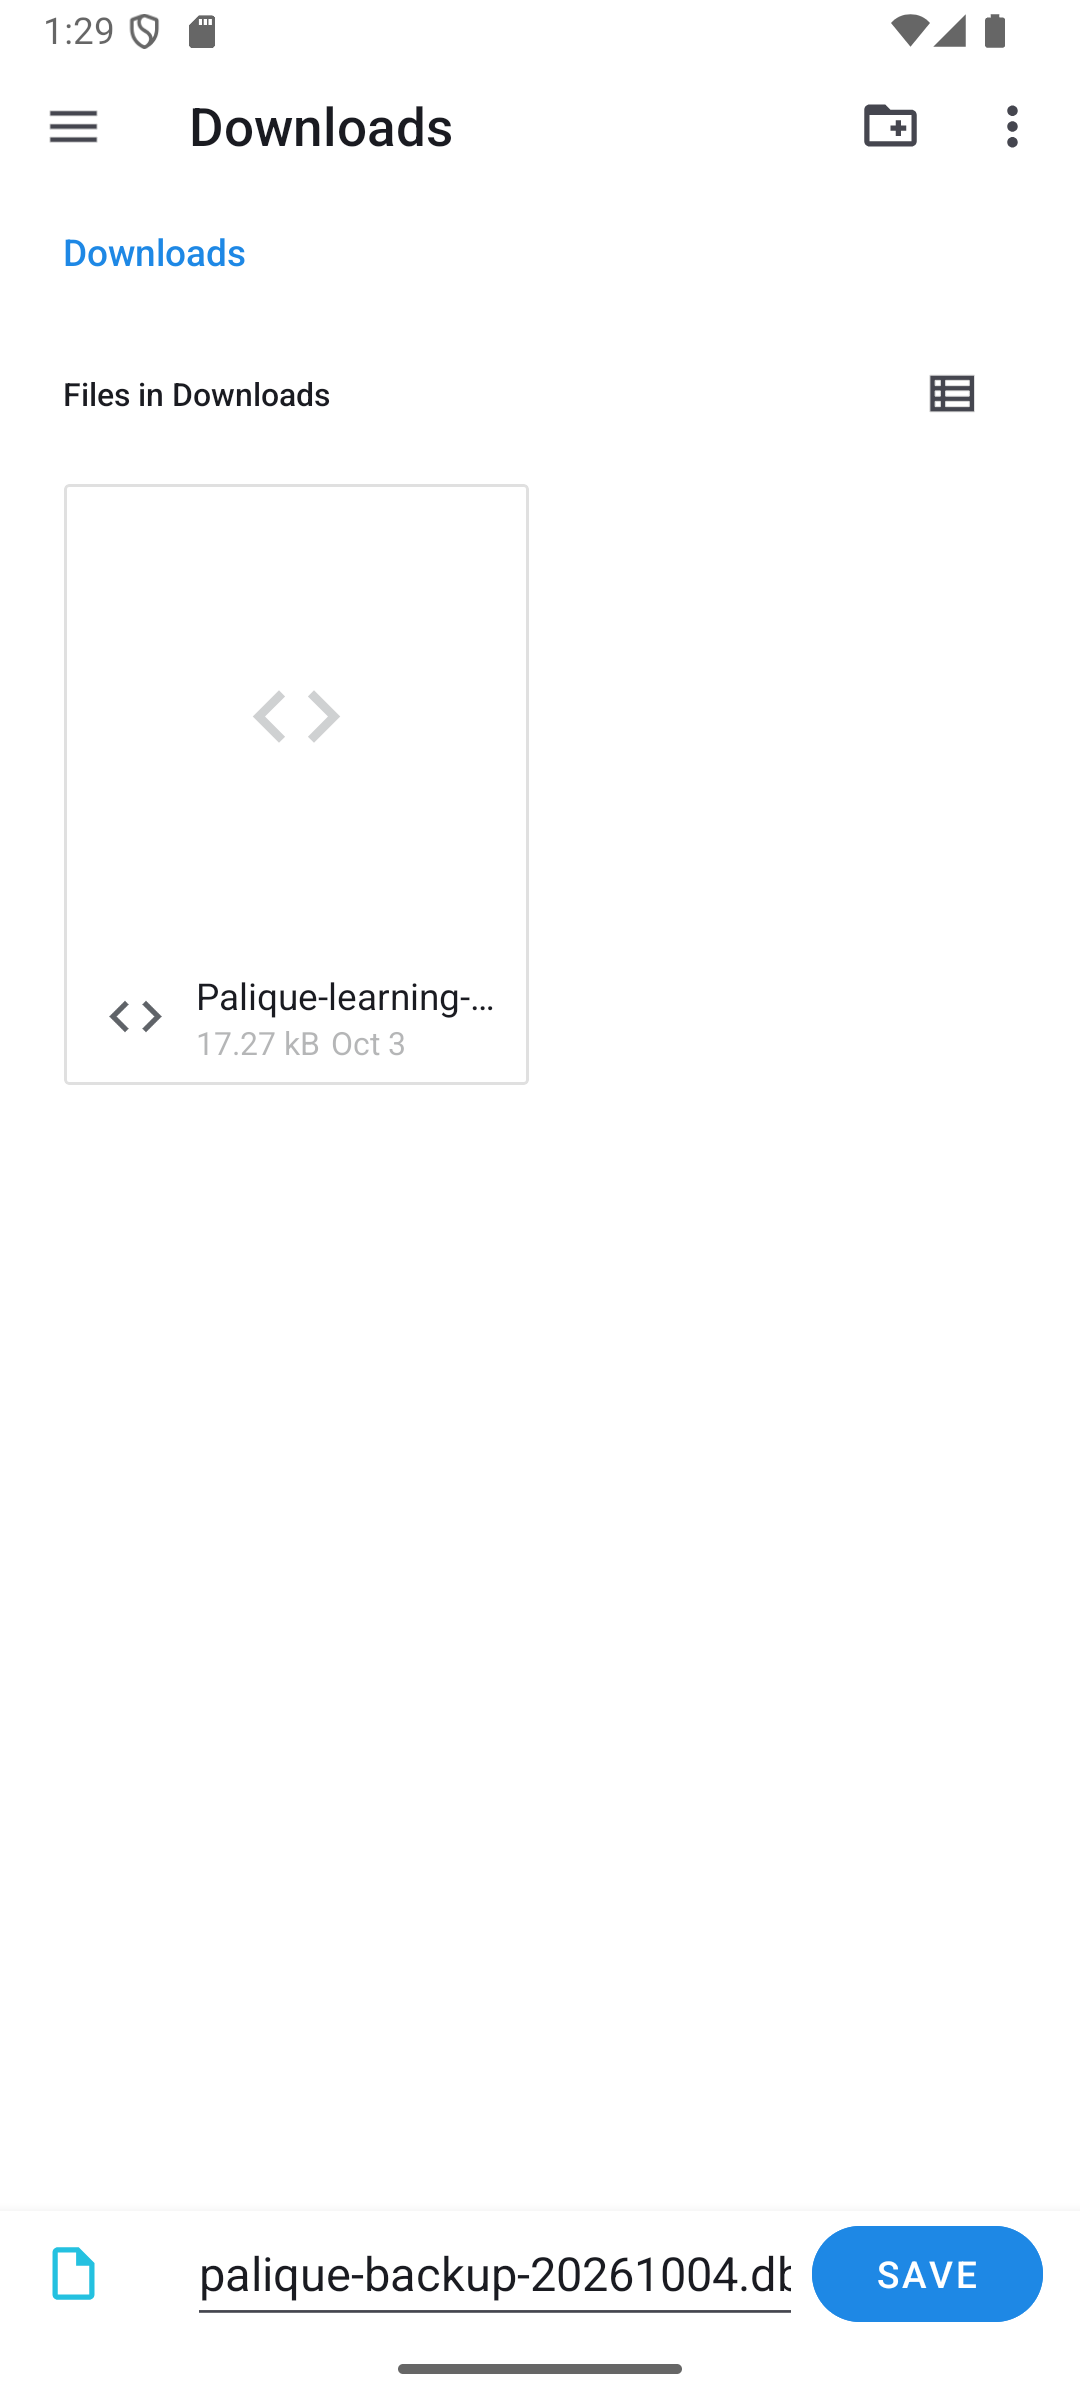 1:29
Downloads
Downloads
Files in Downloads
Palique-learning-…
17.27 kB Oct 3
palique-backup-20261004.db
SAVE